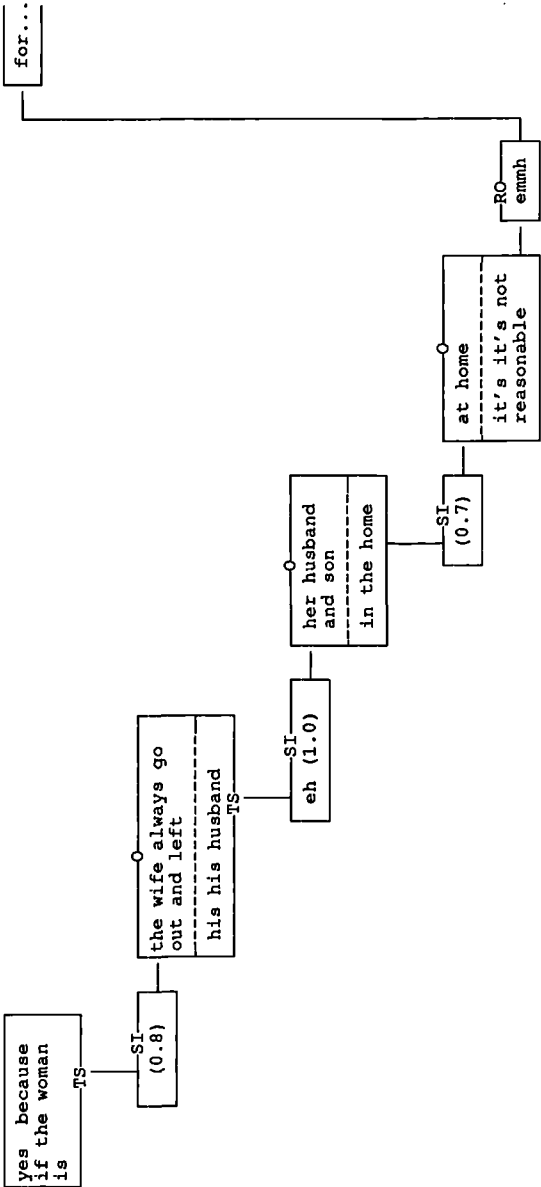 yes because
if the woman
is
TS
SI
(0.8)
the wife always go
out and left
his his husband
TS
SI
eh (1.0)
her husband
and son
in the home
SI
(0.7)
at home
it's it's not
reasonable
RO
emmh
for...